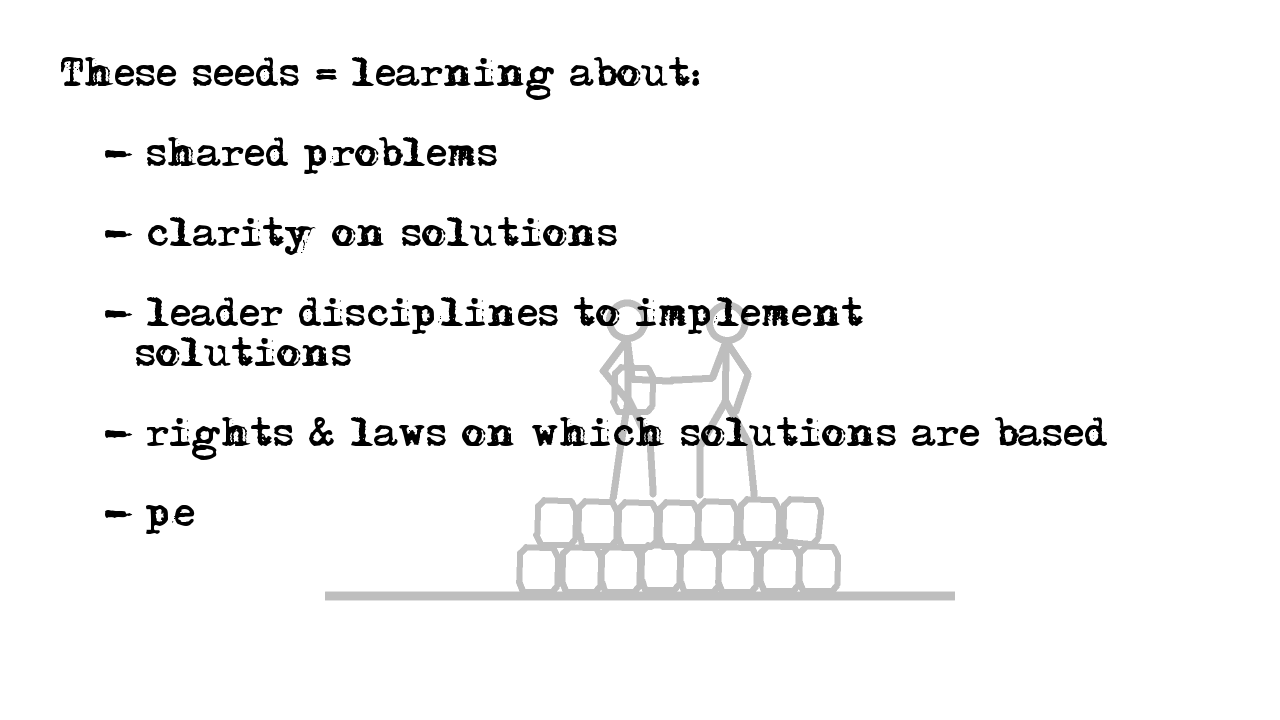 These seeds = learning about:
- shared problems
- clarity on solutions
- leader disciplines to implement
solutions
- rights & laws on which solutions are based
- pe